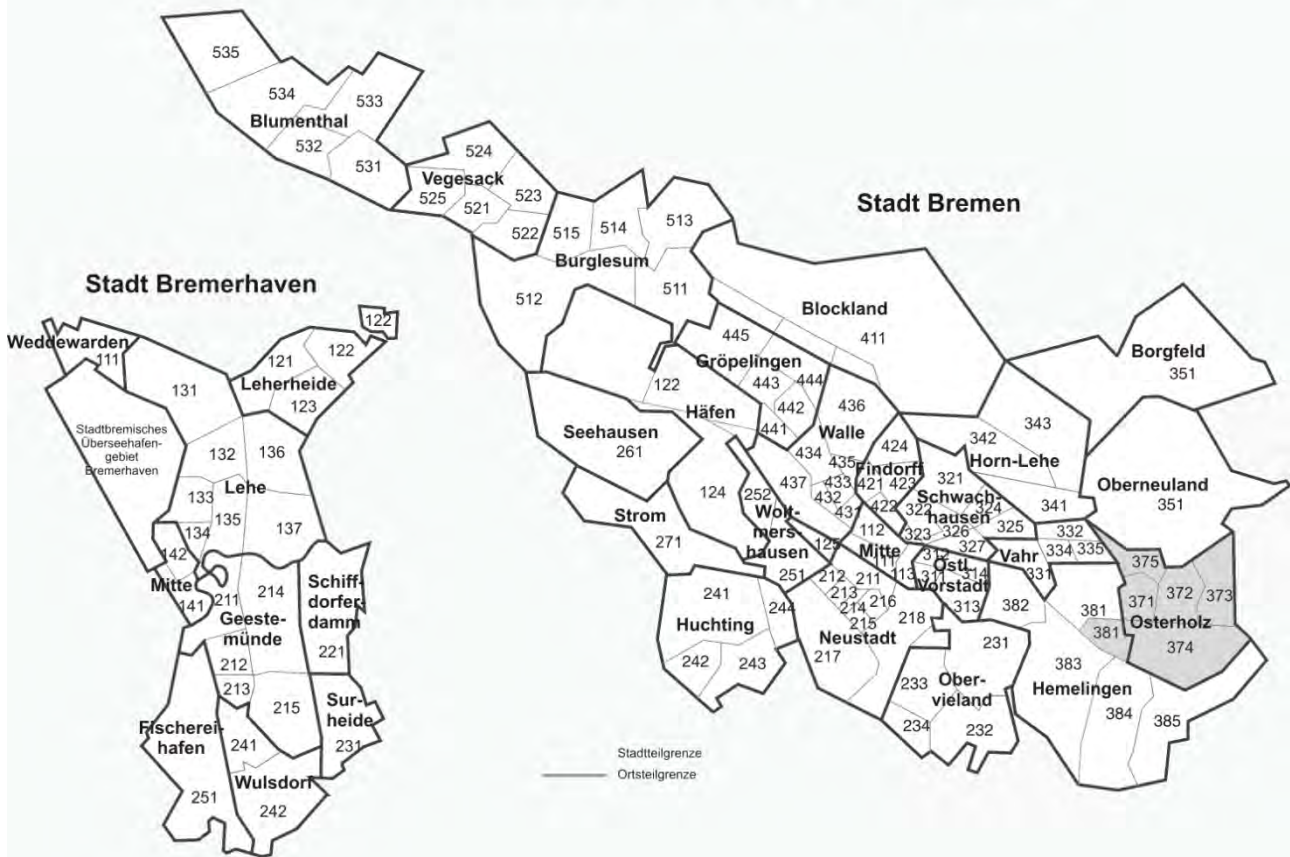 535
534
533
Blumenthal
532
531
524
Vegesack
525
521
523
522
515
514
513
Burglesum
512
511
Stadt Bremen
Blockland
411
Borgfeld
351
445
Gröpelingen
443
444
442
441
122
Häfen
436
Walle
434
435
433
437
432
431
424
Findorff
421
423
422
342
343
Horn-Lehe
341
321
Schwach-
hausen
322
324
325
323
326
327
Oberneuland
351
332
334
335
Vahr
331
Seehausen
261
124
252
Strom
271
Wolt-
mers-
hausen
125
251
112
Mitte
111
113
312
Östl.
311
314
Vorstadt
313
375
371
372
373
Osterholz
374
381
381
382
383
Hemelingen
384
385
241
244
Huchting
242
243
212
211
213
214
216
215
218
Neustadt
217
231
233
Ober-
vieland
234
232
Stadt Bremerhaven
Weddewarden
111
122
121
122
Leherheide
123
131
Stadtbremisches
Überseehafen-
gebiet
Bremerhaven
132
136
Lehe
133
135
134
137
142
Mitte
141
211
214
Geeste-
münde
212
213
215
Schiff-
dorfer-
damm
221
Sur-
heide
231
Fischerei-
hafen
251
241
Wulsdorf
242
Stadtteilgrenze
Ortsteilgrenze